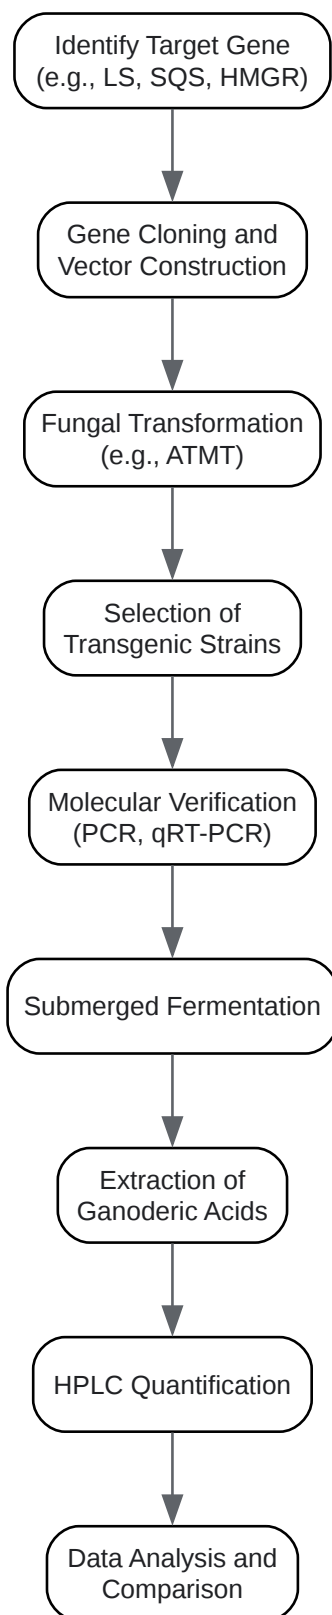 Identify Target Gene
(e.g., LS, SQS, HMGR)
Gene Cloning and
Vector Construction
Fungal Transformation
(e.g., ATMT)
Selection of
Transgenic Strains
Molecular Verification
(PCR, qRT-PCR)
Submerged Fermentation
Extraction of
Ganoderic Acids
HPLC Quantification
Data Analysis and
Comparison